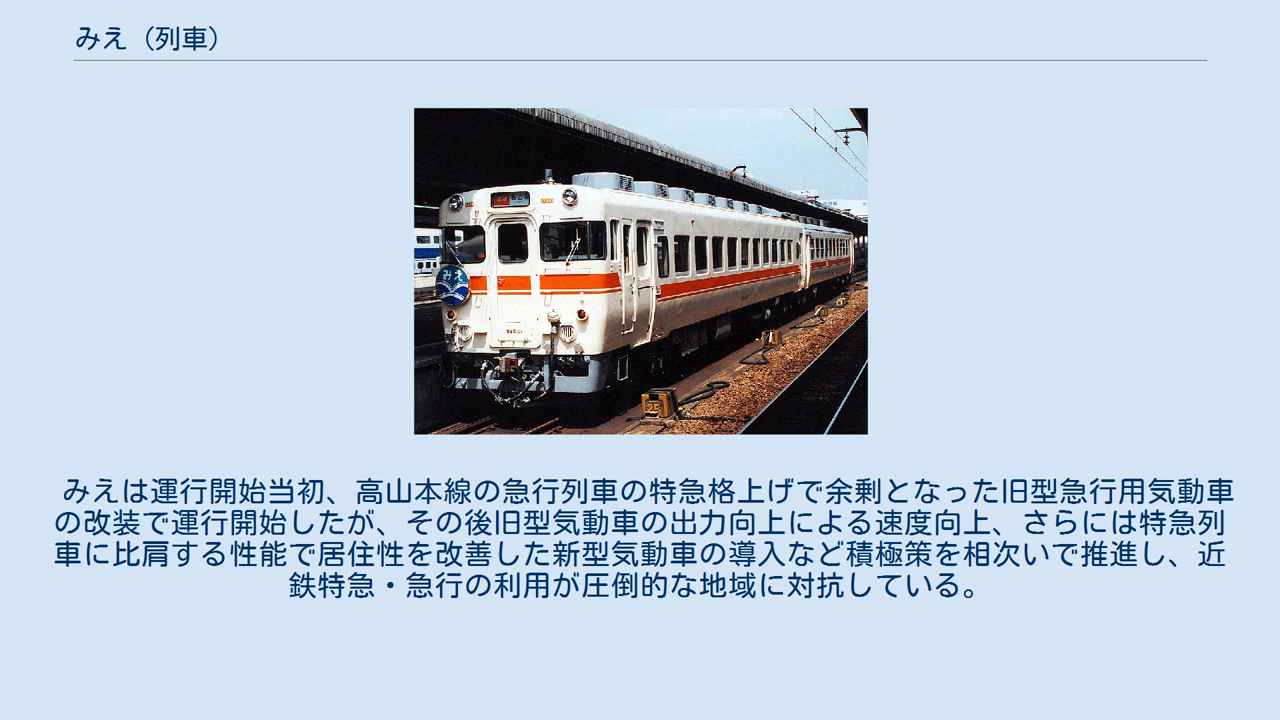 みえ（列車）
みえ
みえは運行開始当初、高山本線の急行列車の特急格上げで余剰となった旧型急行用気動車
の改装で運行開始したが、その後旧型気動車の出力向上による速度向上、さらには特急列
車に比肩する性能で居住性を改善した新型気動車の導入など積極策を相次いで推進し、近
鉄特急・急行の利用が圧倒的な地域に対抗している。